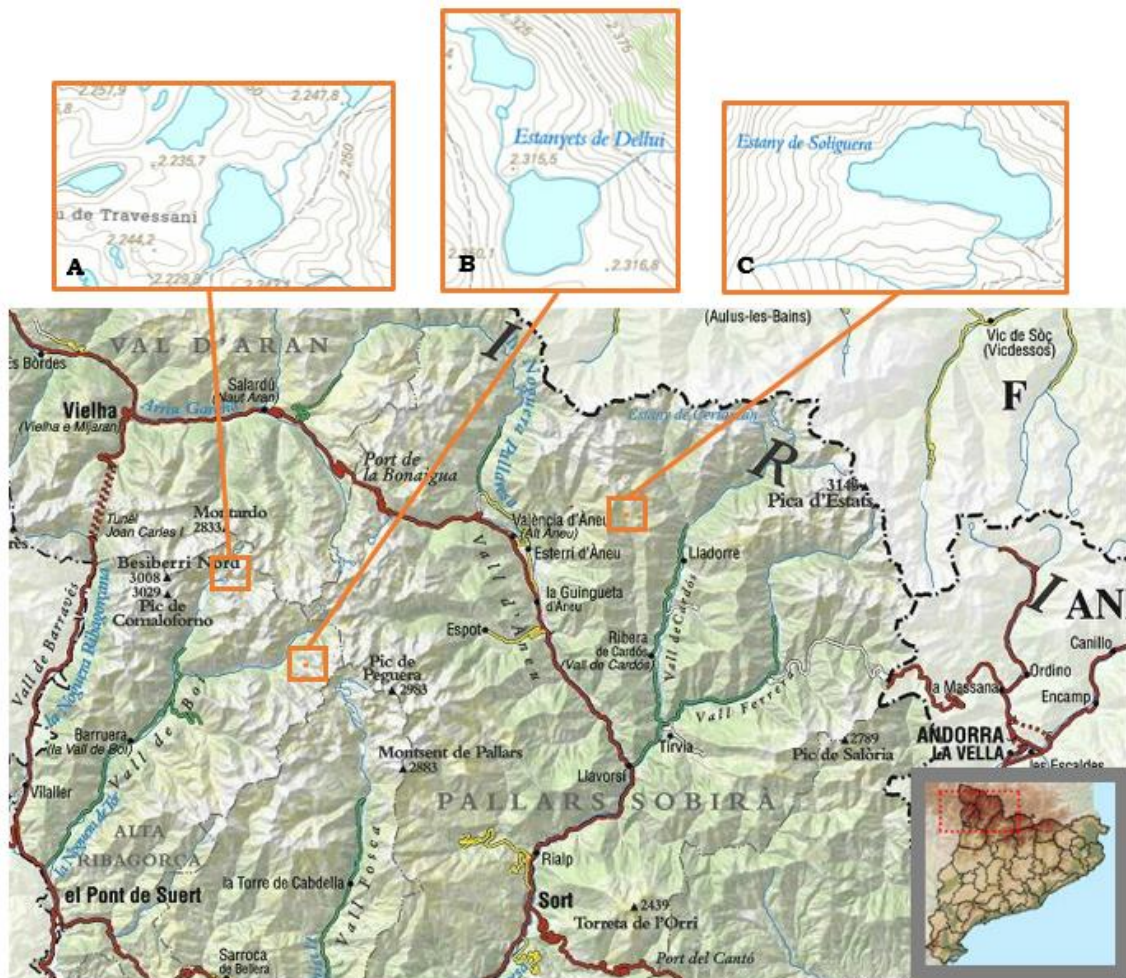 2.257,9
2.247,8
2.235,7
2.250
u de Travessani
2.244,2
2.229,8
A
2.325
2.375
Estanyets de Dellui
2.315,5
2.316,8
B
Estany de Soliguera
C
VAL D'ARAN
Salardú
(Naut Aran)
Vielha
(Vielha e Mijaran)
Port de
la Bonaigua
Estany de Certascan
(Aulus-les-Bains)
Vic de Sòç
(Vicdessos)
I
R
F
I
AN
3143
Pica d'Estats
Túnel
Joan Carles I
Montardo
2833
Besiberri Nord
3008
3029
Pic de
Comaloforno
València d'Àneu
(Alt Àneu)
Esterri d'Àneu
la Guingueta
d'Àneu
Vall d'Àneu
Espot
Lladorre
Ribera
de Cardós
(Vall de Cardós)
Vall de Cardós
Vall Ferrera
Tírvia
Pic de
Peguera
2983
Montsent de Pallars
2883
Vall de Barravés
la Noguera Ribagorçana
Barruera
(la Vall de Boí)
Vall de Boí
Vilaller
ALTA
RIBAGORÇA
el Pont de Suert
la Torre de Cabdella
Vall Fosca
Sarroca
de Bellera
Llavorsí
PALLARS SOBIRÀ
Rialp
Sort
2439
Torreta de l'Orri
Port del Cantó
2789
Pic de Salòria
Canillo
Ordino
la Massana
Encamp
ANDORRA
LA VELLA
les Escaldes